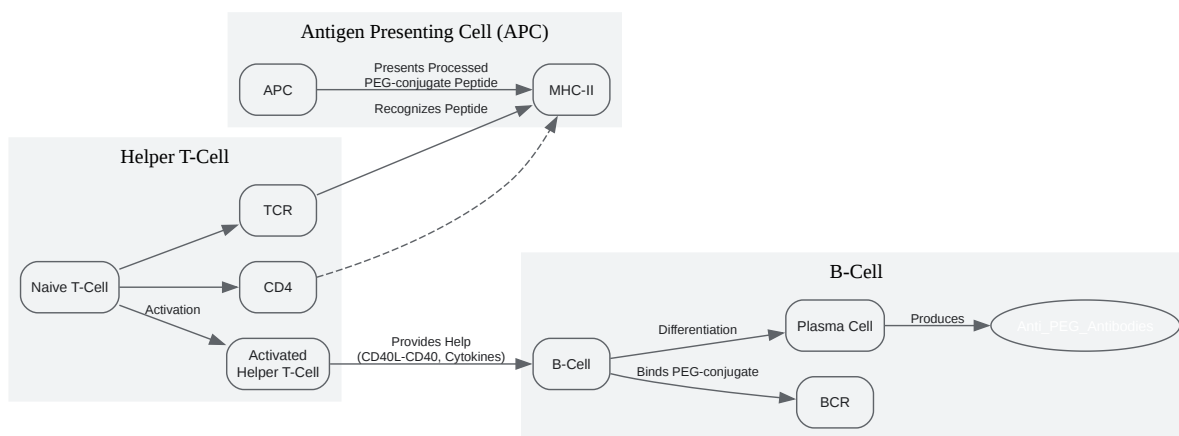 Antigen Presenting Cell (APC)
APC
Presents Processed
PEG-conjugate Peptide
MHC-II
Recognizes Peptide
Helper T-Cell
TCR
Naive T-Cell
CD4
Activation
Activated
Helper T-Cell
Provides Help
(CD40L-CD40, Cytokines)
B-Cell
B-Cell
Differentiation
Plasma Cell
Produces
Anti_PEG_Antibodies
Binds PEG-conjugate
BCR